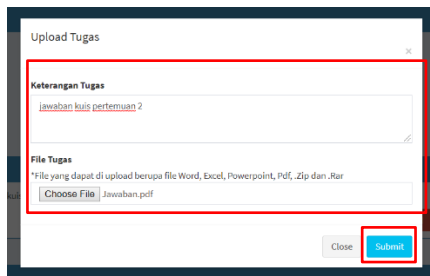 Upload Tugas
×
Keterangan Tugas
jawaban kuis pertemuan 2
File Tugas
*File yang dapat di upload berupa file Word, Excel, Powerpoint, Pdf, .Zip dan .Rar
Choose File Jawaban.pdf
Close Submit